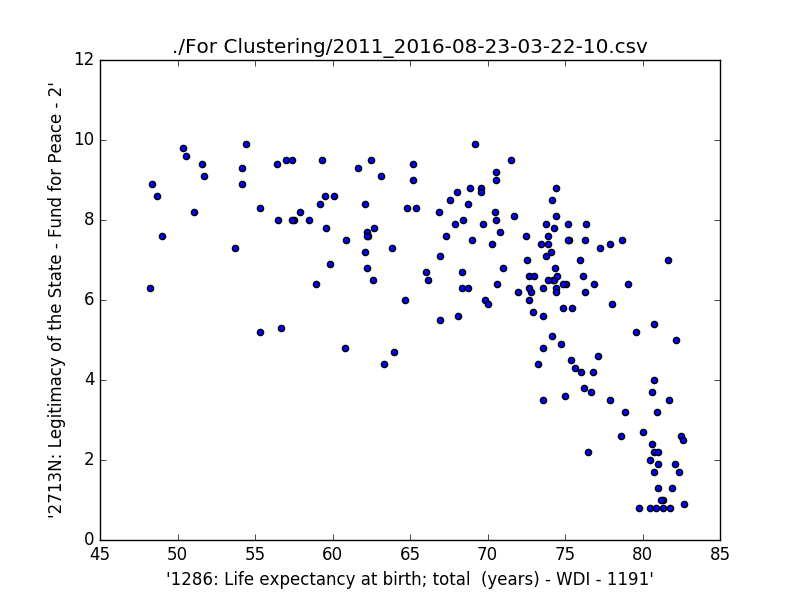 ./For Clustering/2011_2016-08-23-03-22-10.csv
12
10
8
6
4
2
0
'2713N: Legitimacy of the State - Fund for Peace - 2'
45 50 55 60 65 70 75 80 85
'1286: Life expectancy at birth; total  (years) - WDI - 1191'